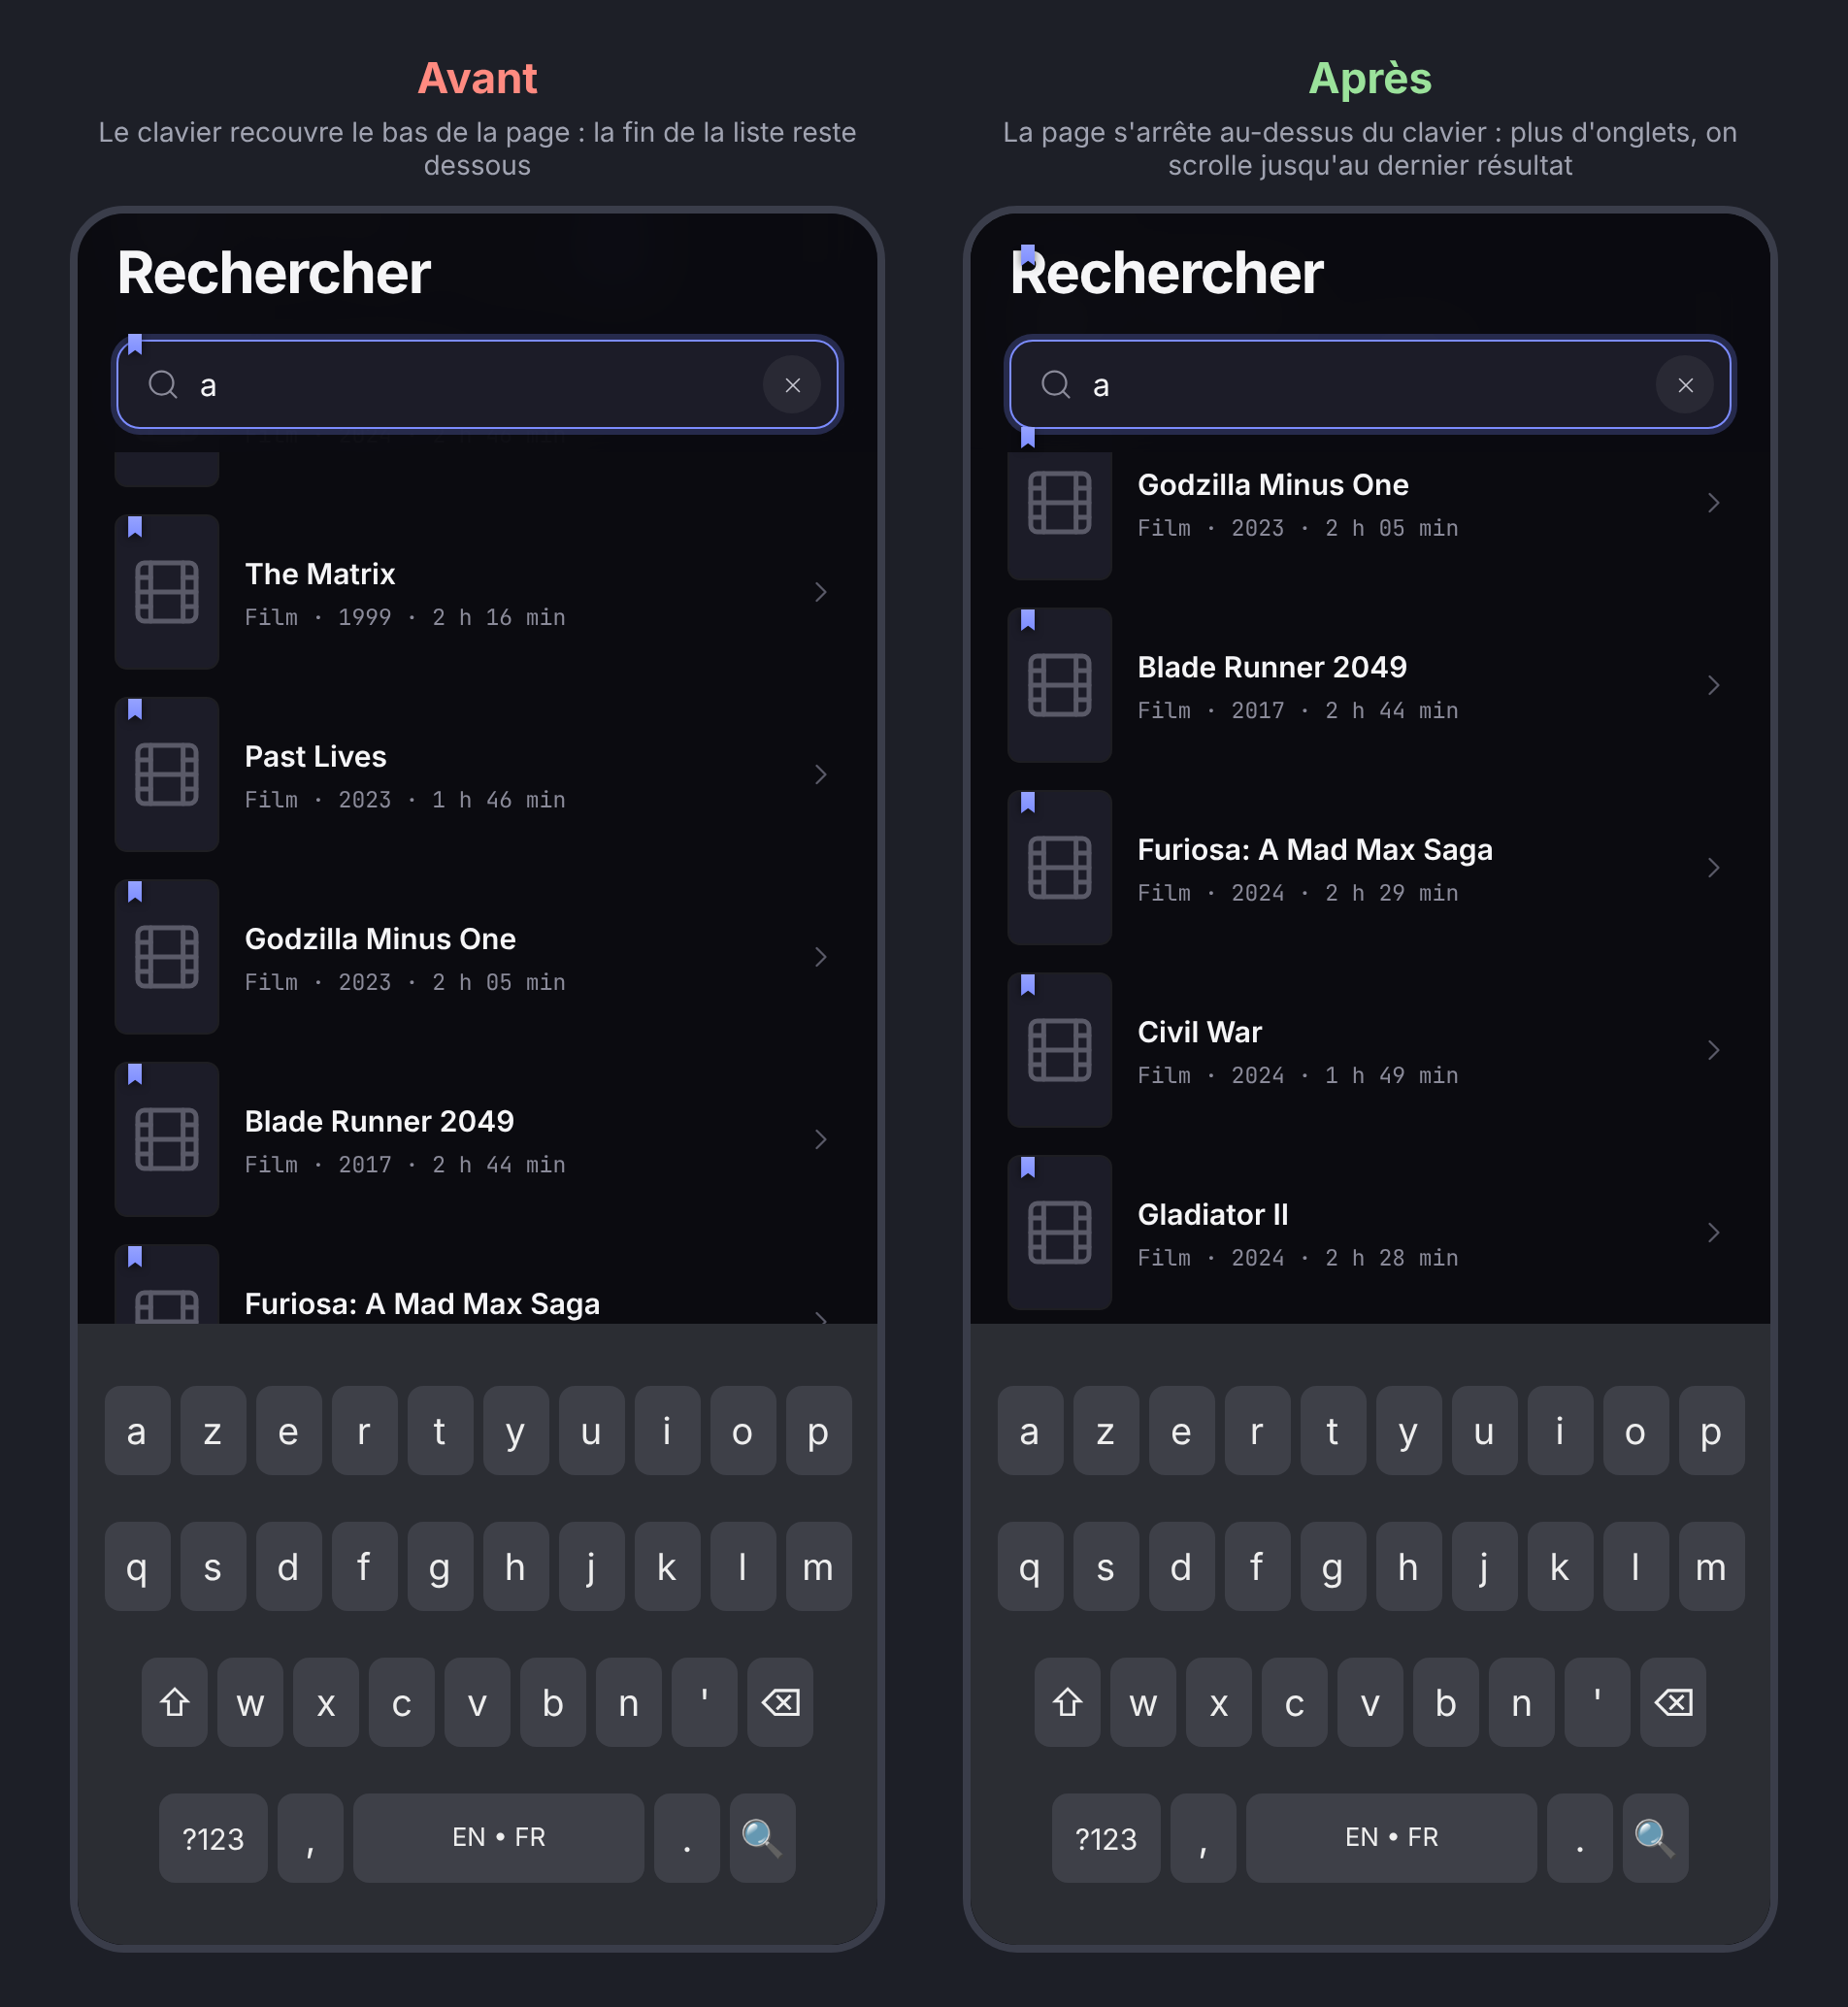 Avant
Le clavier recouvre le bas de la page : la fin de la liste reste
dessous
Rechercher
a
The Matrix
Film · 1999 · 2 h 16 min
Past Lives
Film · 2023 · 1 h 46 min
Godzilla Minus One
Film · 2023 · 2 h 05 min
Blade Runner 2049
Film · 2017 · 2 h 44 min
Furiosa: A Mad Max Saga
a z e r t y u i o p
q s d f g h j k l m
w x c v b n '
?123 , EN • FR .
Après
La page s'arrête au-dessus du clavier : plus d'onglets, on
scrolle jusqu'au dernier résultat
Rechercher
a
Godzilla Minus One
Film · 2023 · 2 h 05 min
Blade Runner 2049
Film · 2017 · 2 h 44 min
Furiosa: A Mad Max Saga
Film · 2024 · 2 h 29 min
Civil War
Film · 2024 · 1 h 49 min
Gladiator II
Film · 2024 · 2 h 28 min
a z e r t y u i o p
q s d f g h j k l m
w x c v b n '
?123 , EN • FR .